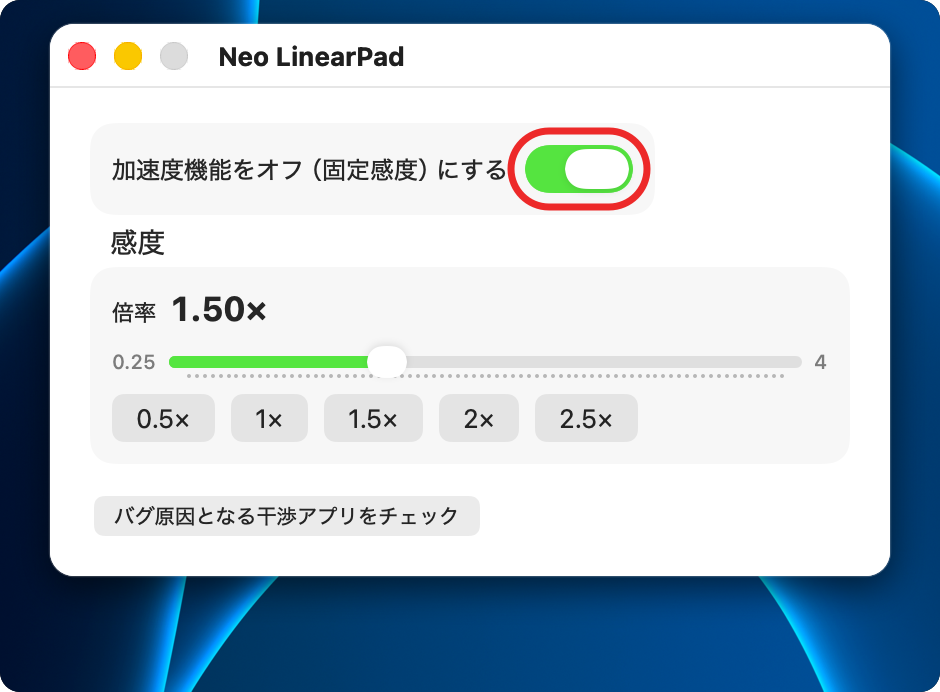 Neo LinearPad
加速度機能をオフ（固定感度）にする
感度
倍率 1.50×
0.25 4
0.5× 1× 1.5× 2× 2.5×
バグ原因となる干渉アプリをチェック